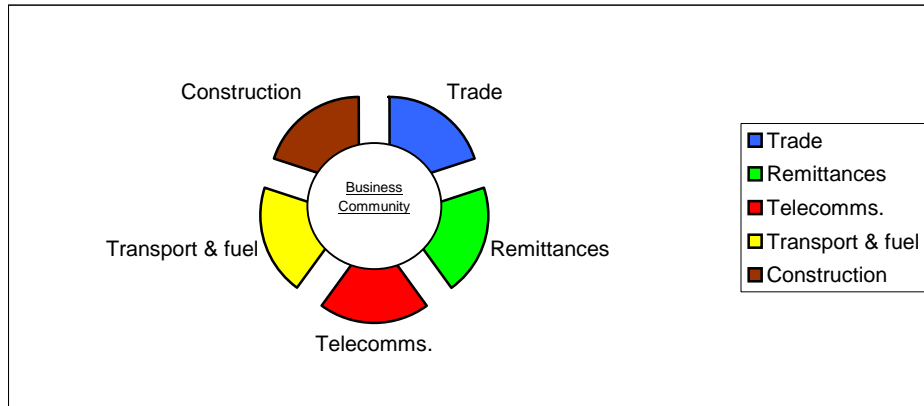 Construction
Trade
Business
Community
Transport & fuel
Remittances
Telecomms.
Trade
Remittances
Telecomms.
Transport & fuel
Construction